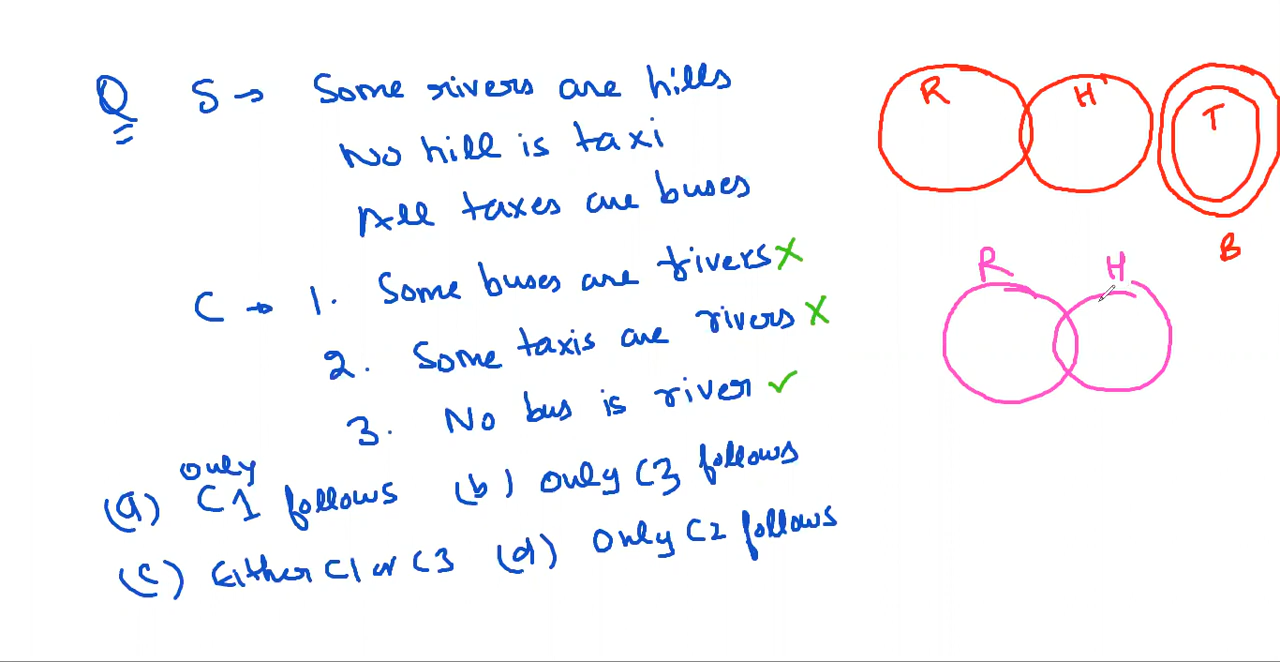 Q S → Some rivers are hills
No hill is taxi
All taxes are buses
C → 1. Some buses are rivers X
2. Some taxis are rivers X
3. No bus is river ✓
(a) only C1 follows (b) only C3 follows
(c) Either C1 or C3 (d) Only C2 follows
R H T
B
R H